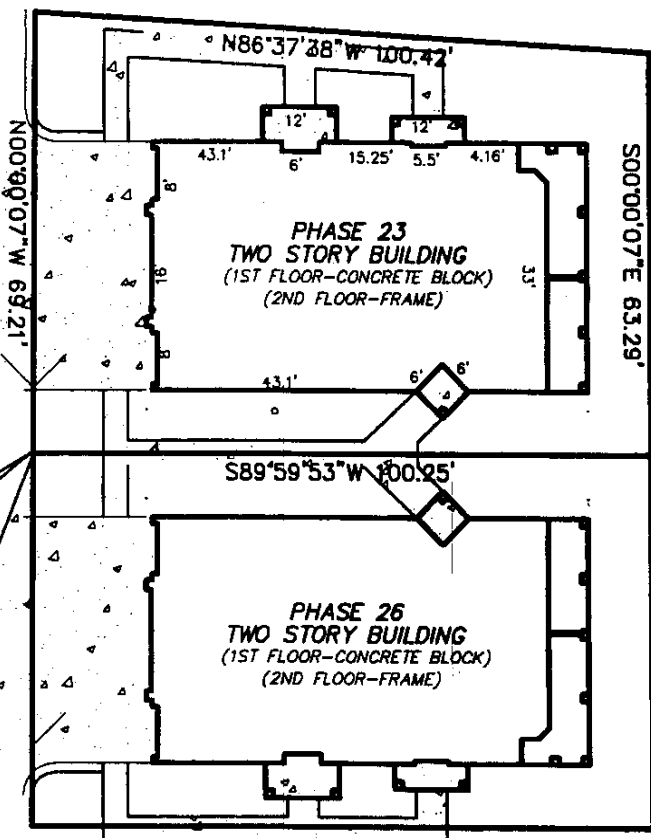 N86°37'38"W 100.42'
12'
12'
43.1'
6'
15.25'
5.5'
4.16'
N00°00'07"W 69.21'
8'
16'
8'
PHASE 23
TWO STORY BUILDING
(1ST FLOOR-CONCRETE BLOCK)
(2ND FLOOR-FRAME)
33'
S00°00'07"E 63.29'
43.1'
6'
6'
S89°59'53"W 100.25'
PHASE 26
TWO STORY BUILDING
(1ST FLOOR-CONCRETE BLOCK)
(2ND FLOOR-FRAME)